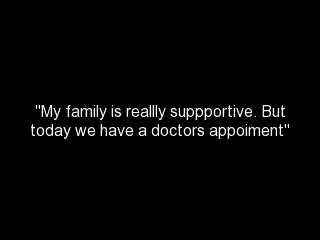 "My family is reallly suppportive. But
today we have a doctors appoiment"